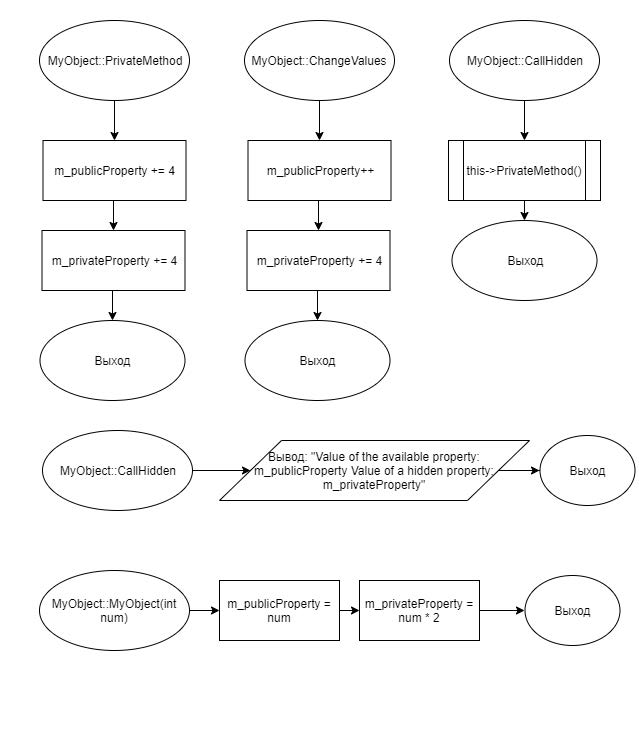 MyObject::PrivateMethod
m_publicProperty += 4
m_privateProperty += 4
Выход
MyObject::ChangeValues
m_publicProperty++
m_privateProperty += 4
Выход
MyObject::CallHidden
this->PrivateMethod()
Выход
MyObject::CallHidden
Вывод: "Value of the available property:
m_publicProperty Value of a hidden property:
m_privateProperty"
Выход
MyObject::MyObject(int
num)
m_publicProperty =
num
m_privateProperty =
num * 2
Выход